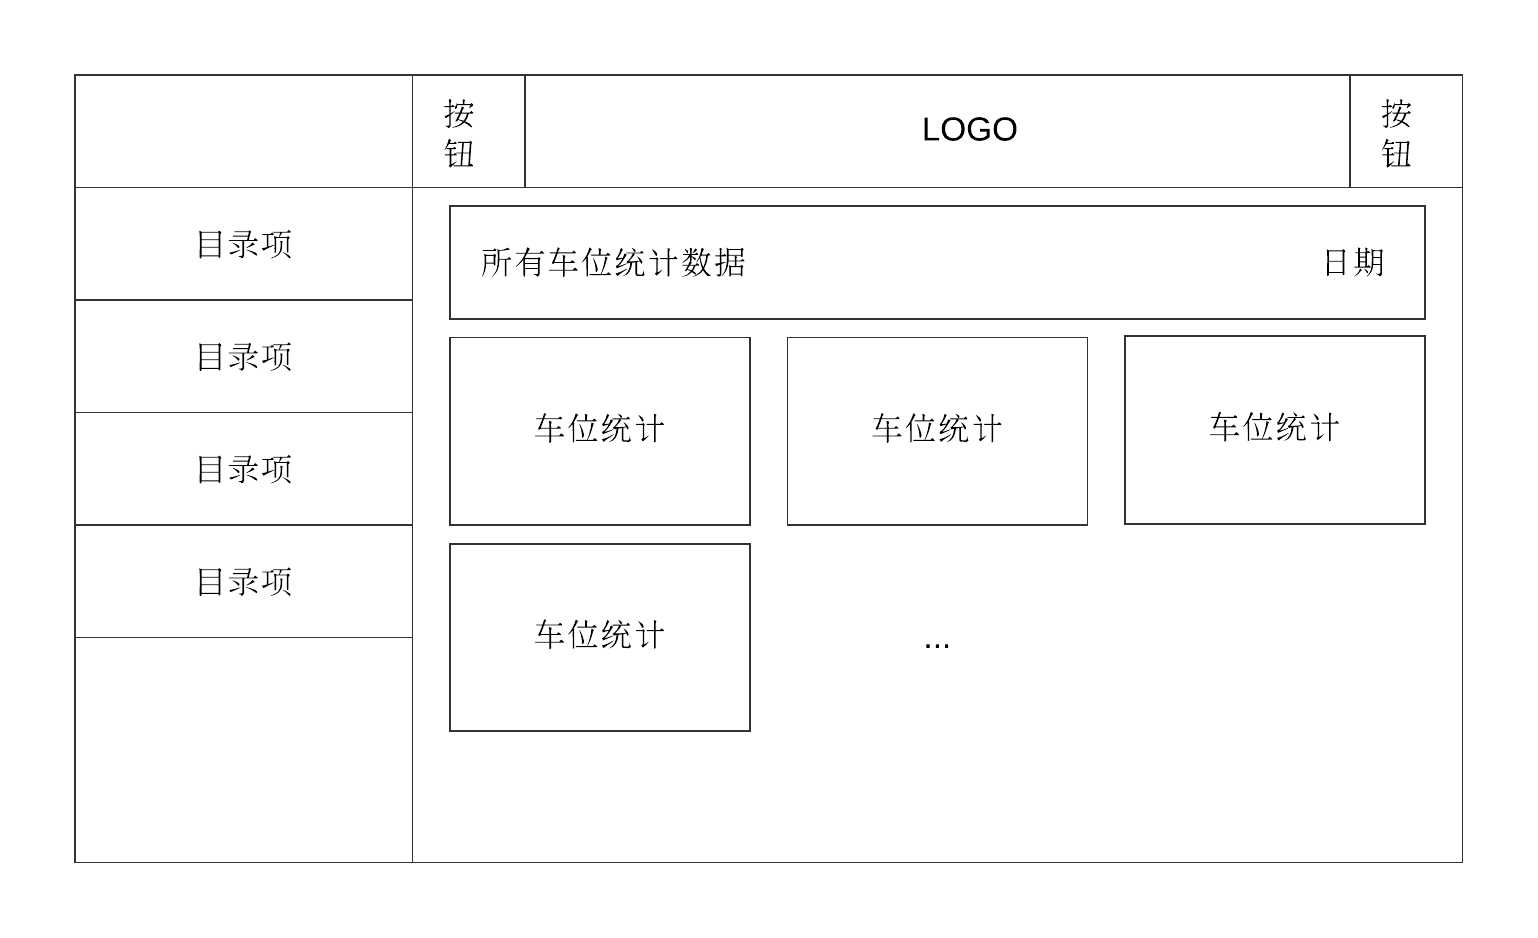 按
钮
LOGO
按
钮
目录项
目录项
目录项
目录项
所有车位统计数据
日期
车位统计
车位统计
车位统计
车位统计
...